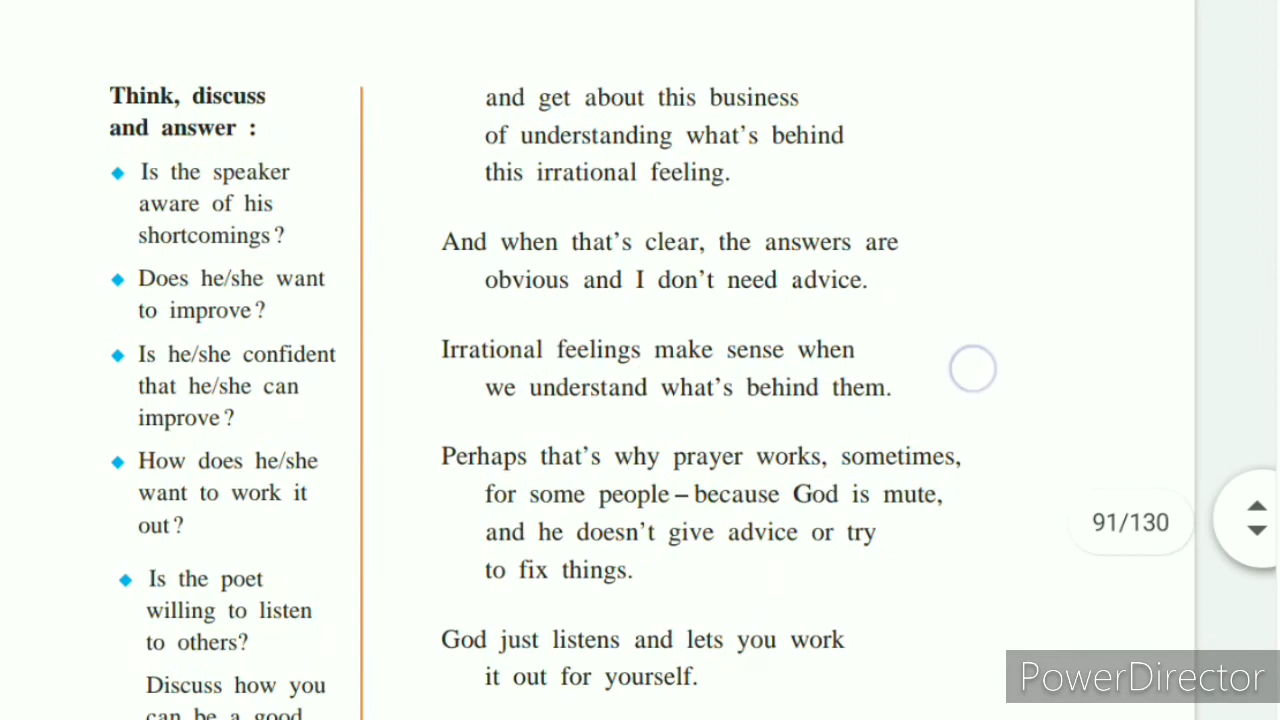 Think, discuss
and answer :
◆ Is the speaker
aware of his
shortcomings?
◆ Does he/she want
to improve?
◆ Is he/she confident
that he/she can
improve?
◆ How does he/she
want to work it
out?
◆ Is the poet
willing to listen
to others?
Discuss how you
can be a good
and get about this business
of understanding what's behind
this irrational feeling.
And when that's clear, the answers are
obvious and I don't need advice.
Irrational feelings make sense when
we understand what's behind them.
Perhaps that's why prayer works, sometimes,
for some people – because God is mute,
and he doesn't give advice or try
to fix things.
God just listens and lets you work
it out for yourself.
91/130
PowerDirector